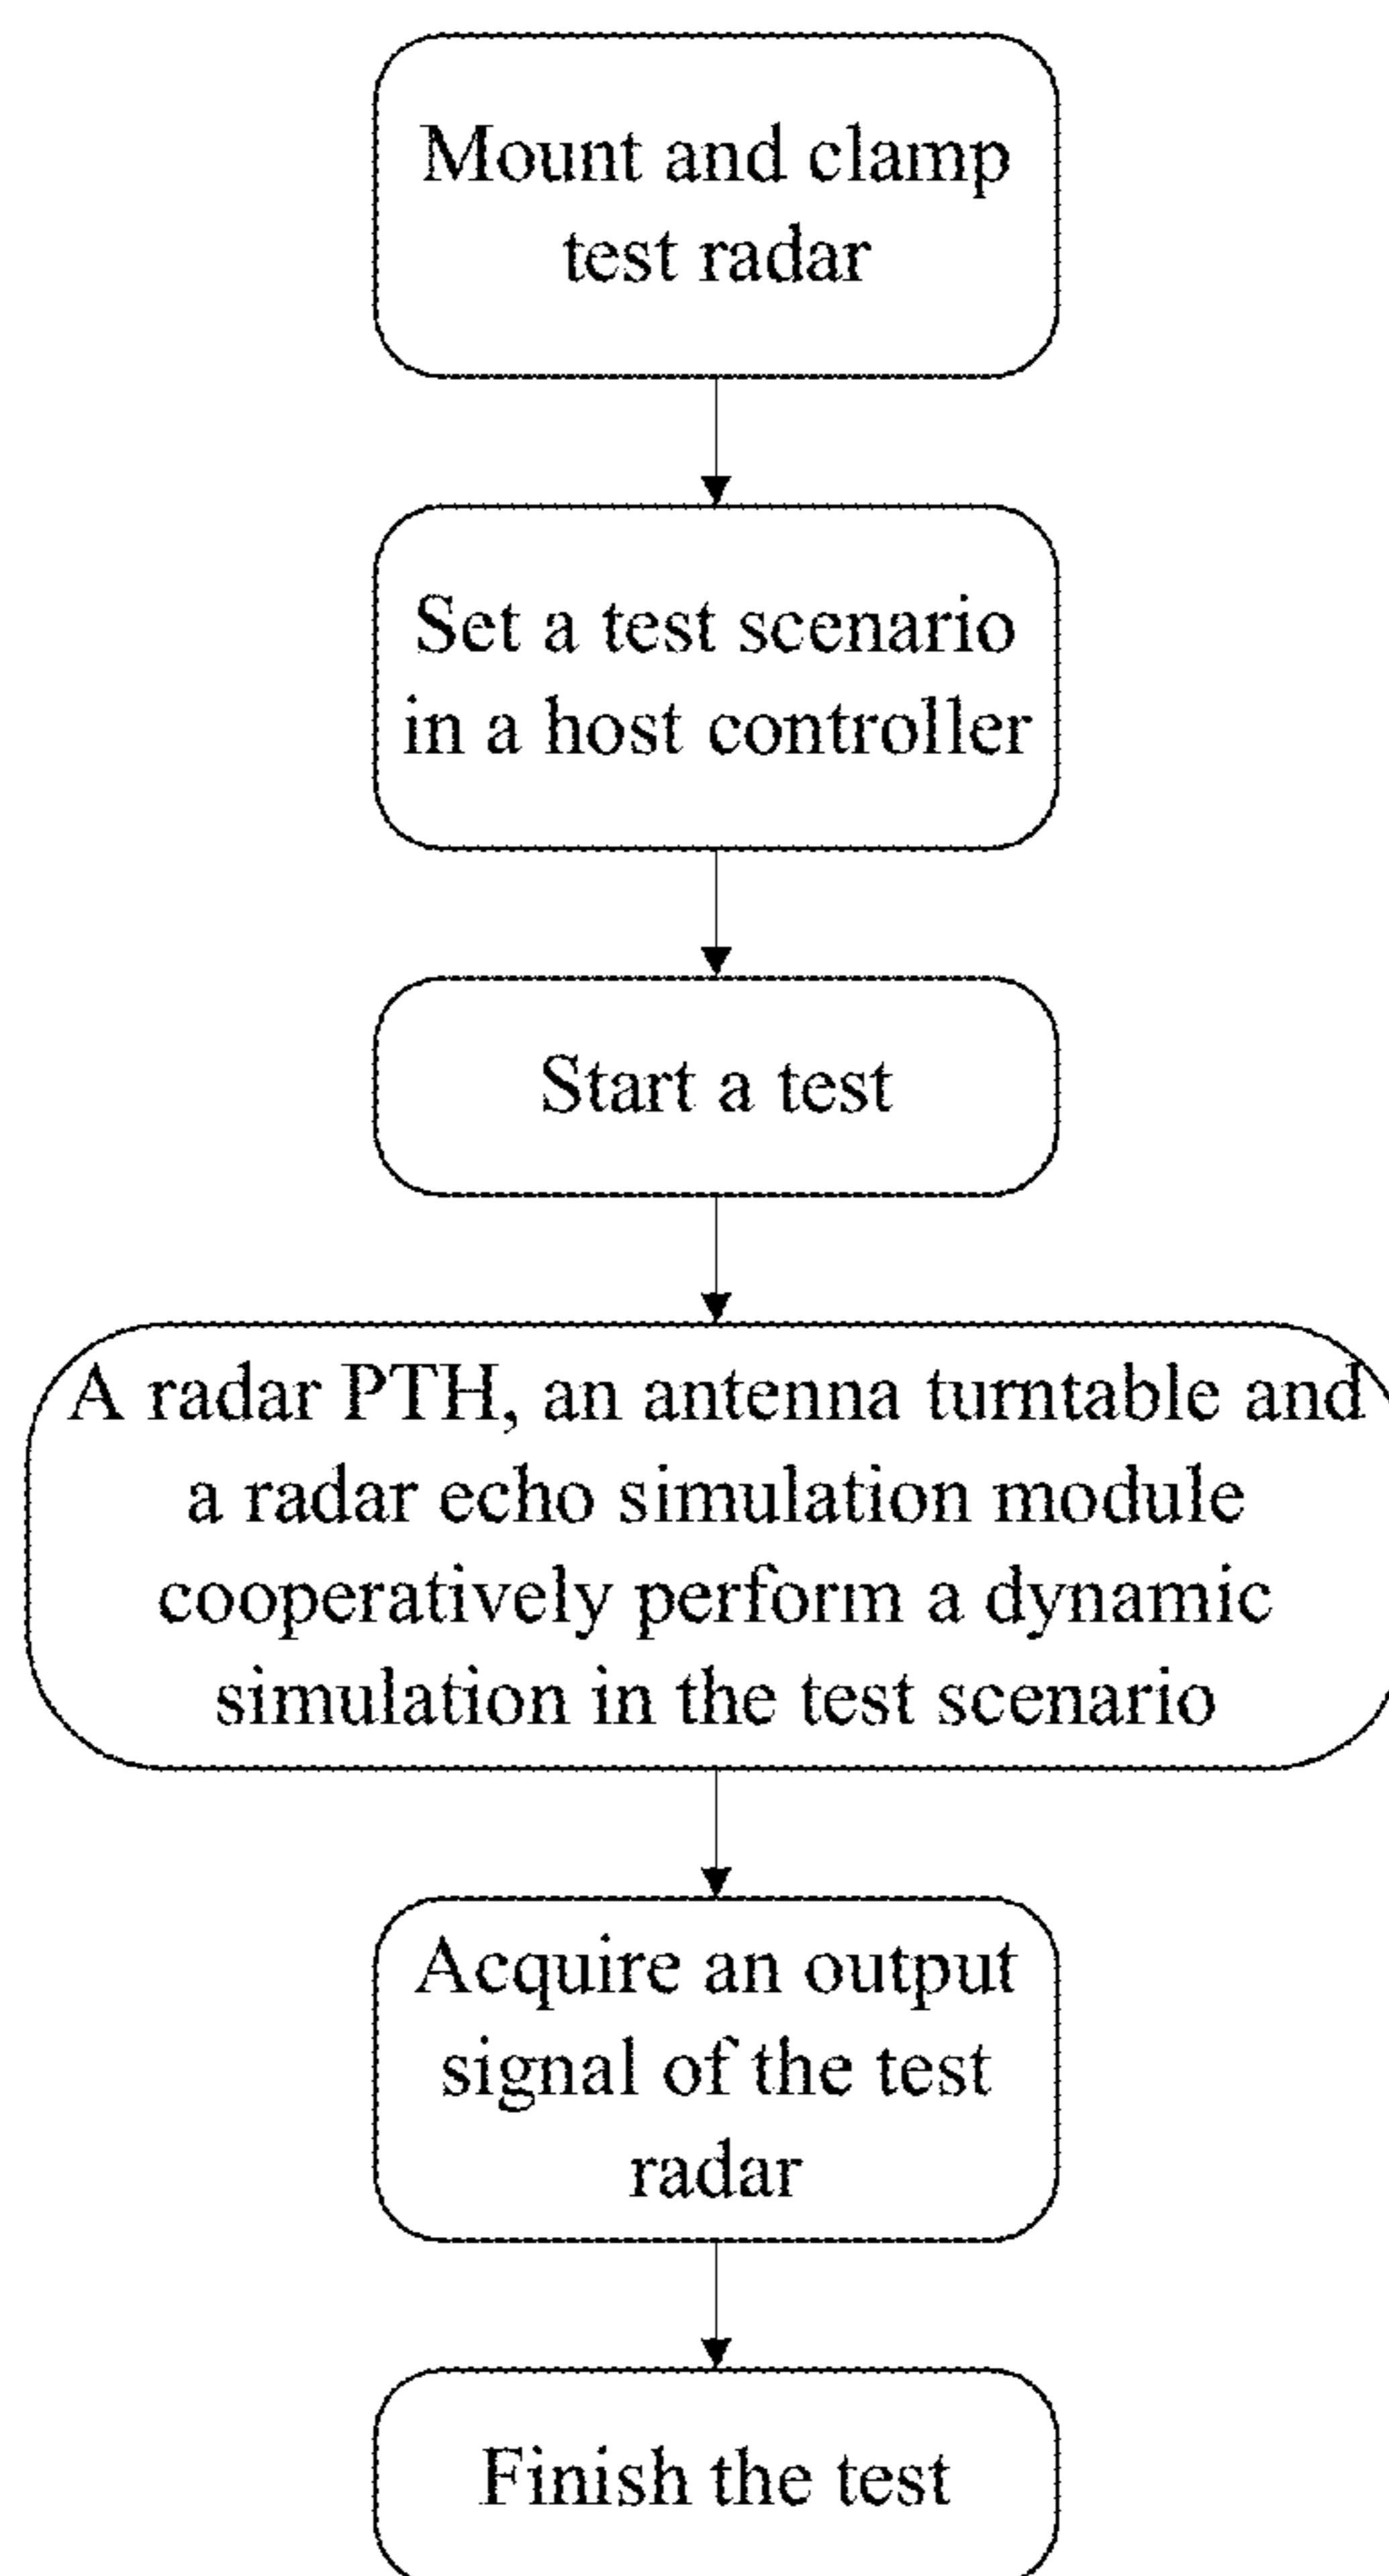 Mount and clamp
test radar
Set a test scenario
in a host controller
Start a test
A radar PTH, an antenna turntable and
a radar echo simulation module
cooperatively perform a dynamic
simulation in the test scenario
Acquire an output
signal of the test
radar
Finish the test